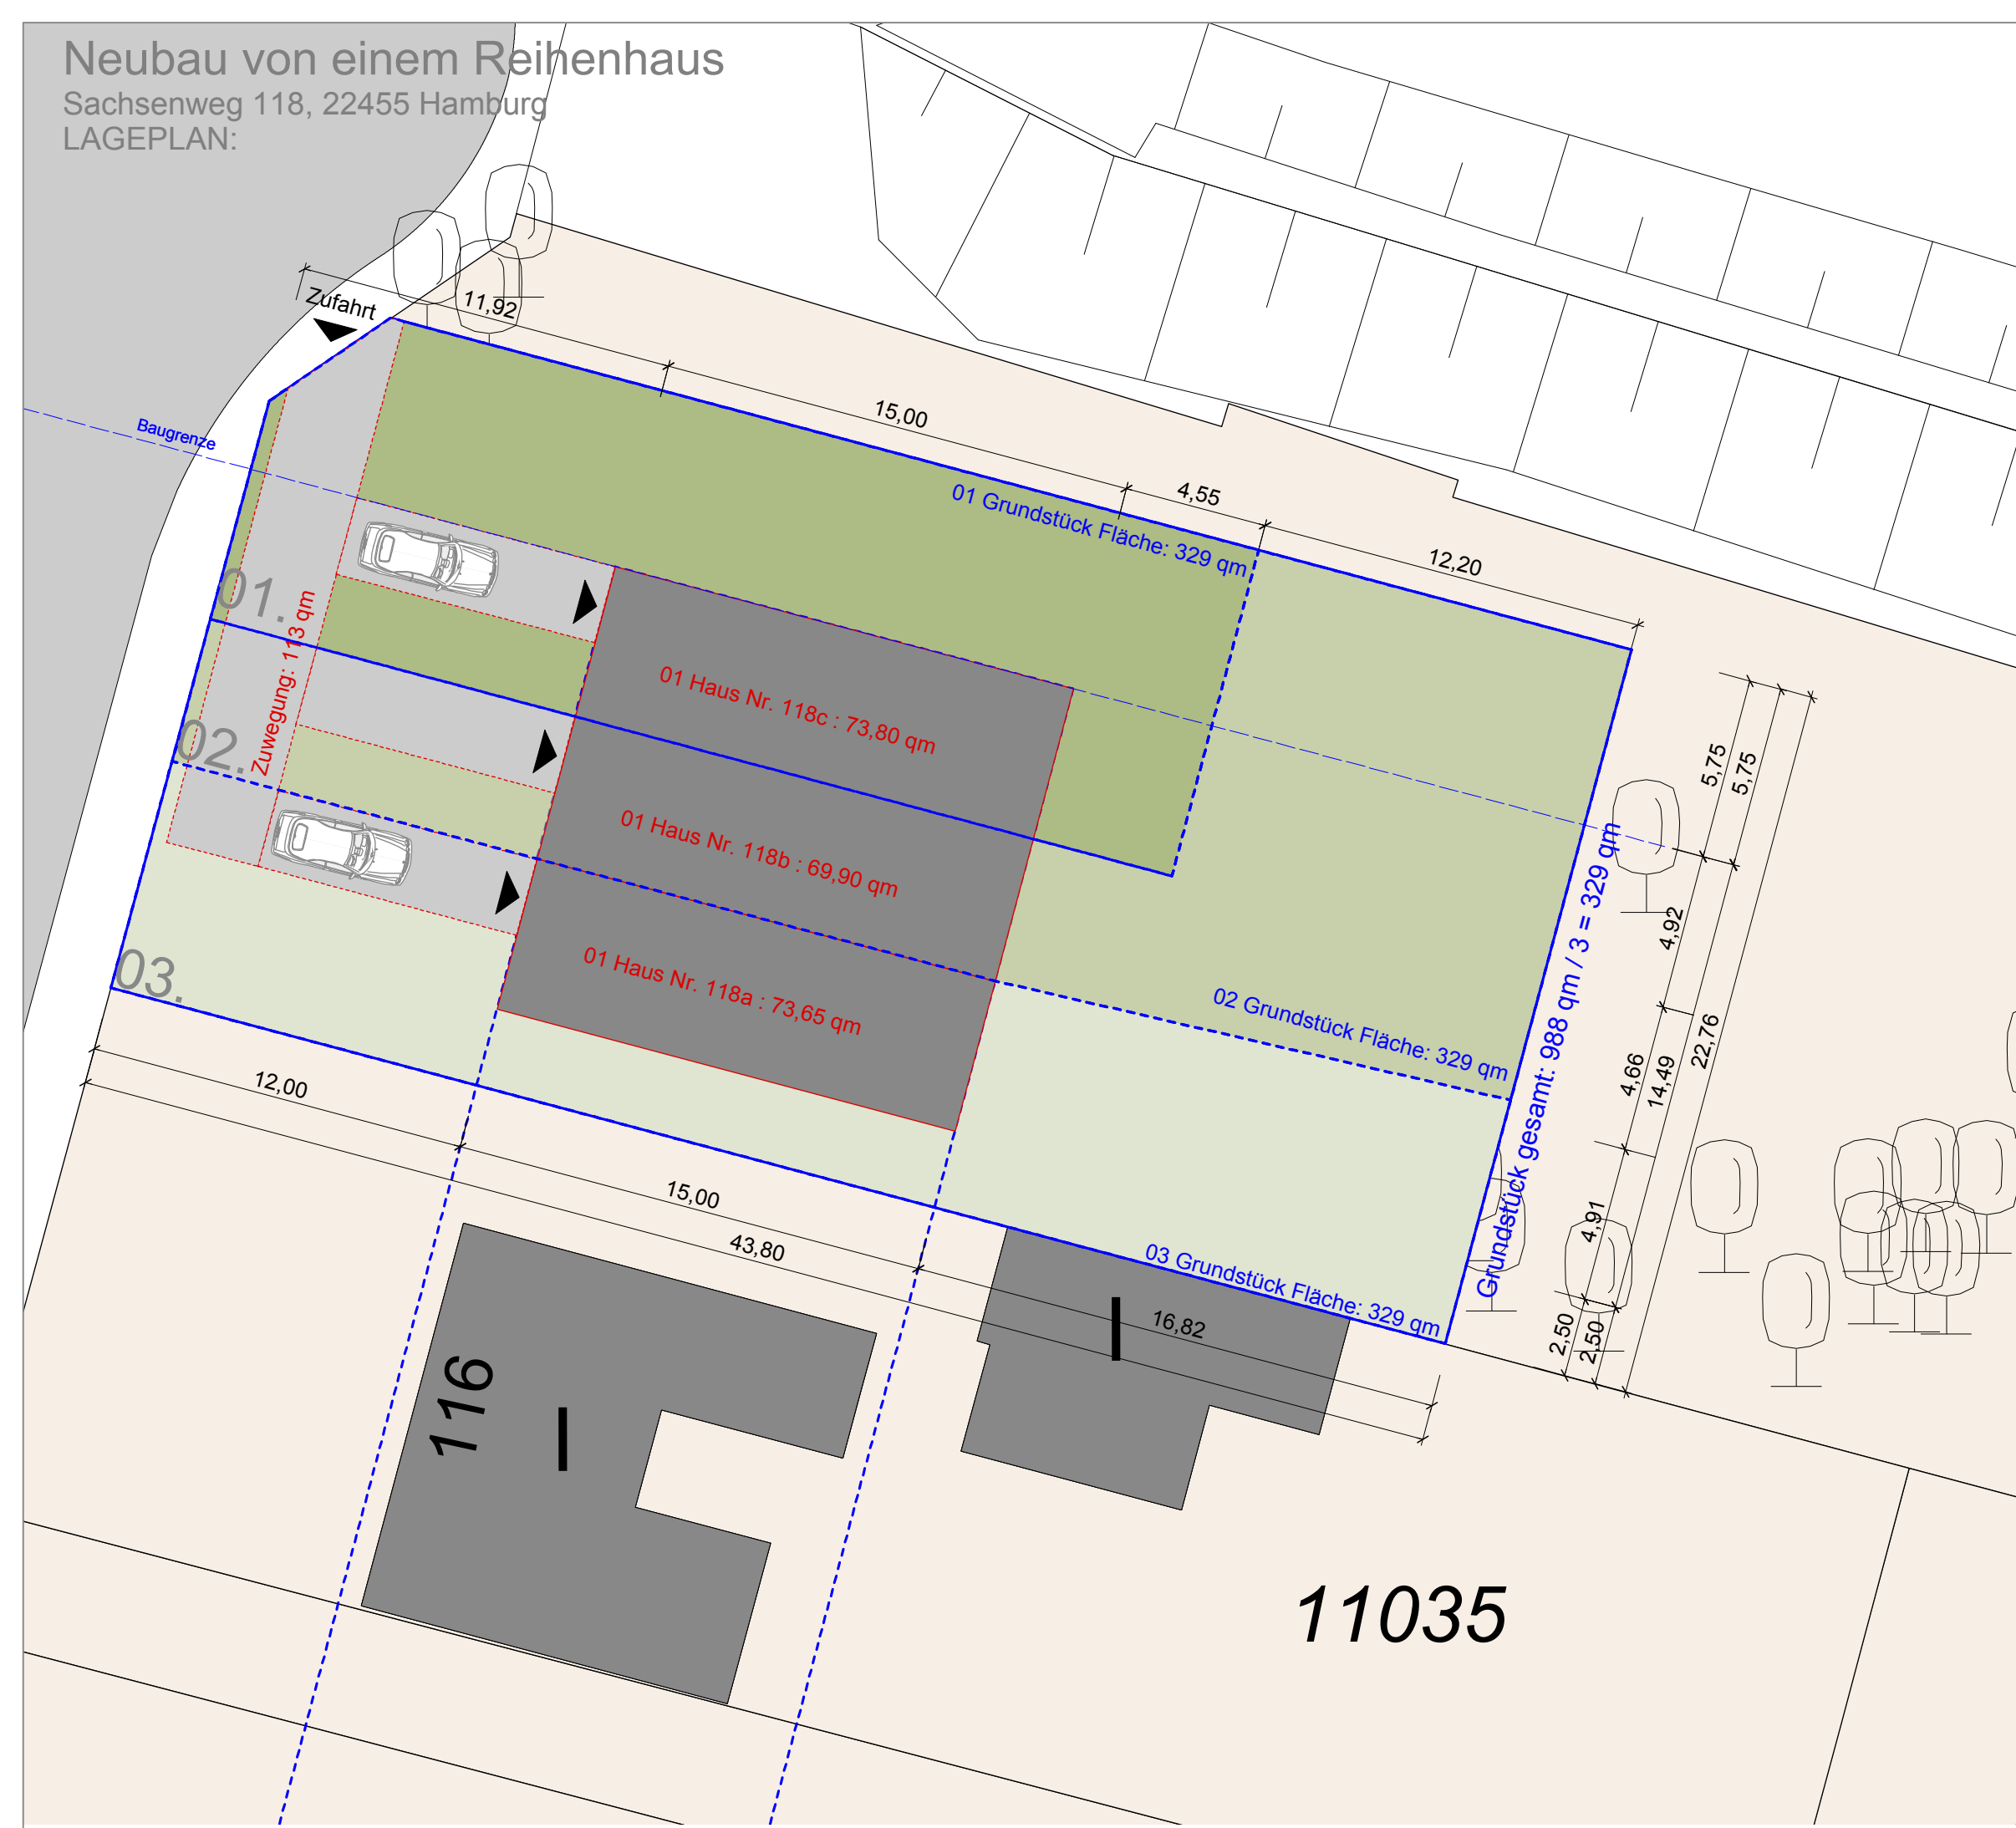 Neubau von einem Reihenhaus
Sachsenweg 118, 22455 Hamburg
LAGEPLAN:
Zufahrt
11,92
15,00
4,55
12,20
Baugrenze
01 Grundstück Fläche: 329 qm
01.
02.
03.
Zuwegung: 113 qm
01 Haus Nr. 118c : 73,80 qm
01 Haus Nr. 118b : 69,90 qm
01 Haus Nr. 118a : 73,65 qm
02 Grundstück Fläche: 329 qm
03 Grundstück Fläche: 329 qm
Grundstück gesamt: 988 qm / 3 = 329 qm
5,75
5,75
4,92
4,66
14,49
22,76
4,91
2,50
2,50
12,00
15,00
43,80
16,82
116
I
I
11035